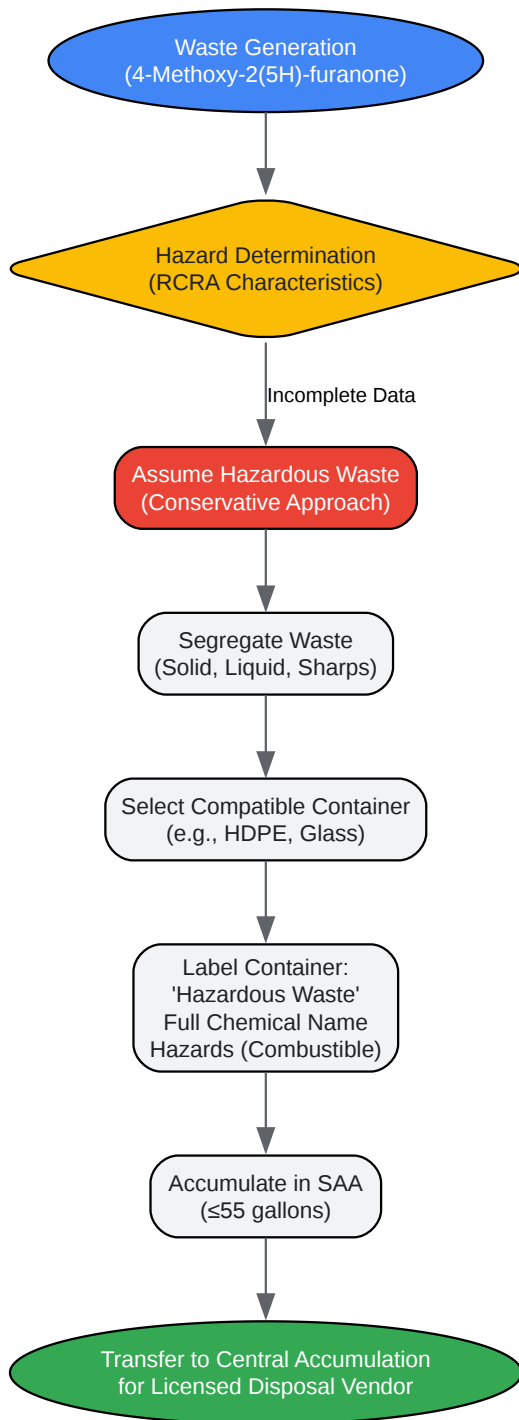 Waste Generation
(4-Methoxy-2(5H)-furanone)
Hazard Determination
(RCRA Characteristics)
Incomplete Data
Assume Hazardous Waste
(Conservative Approach)
Segregate Waste
(Solid, Liquid, Sharps)
Select Compatible Container
(e.g., HDPE, Glass)
Label Container:
'Hazardous Waste'
Full Chemical Name
Hazards (Combustible)
Accumulate in SAA
(≤55 gallons)
Transfer to Central Accumulation
for Licensed Disposal Vendor